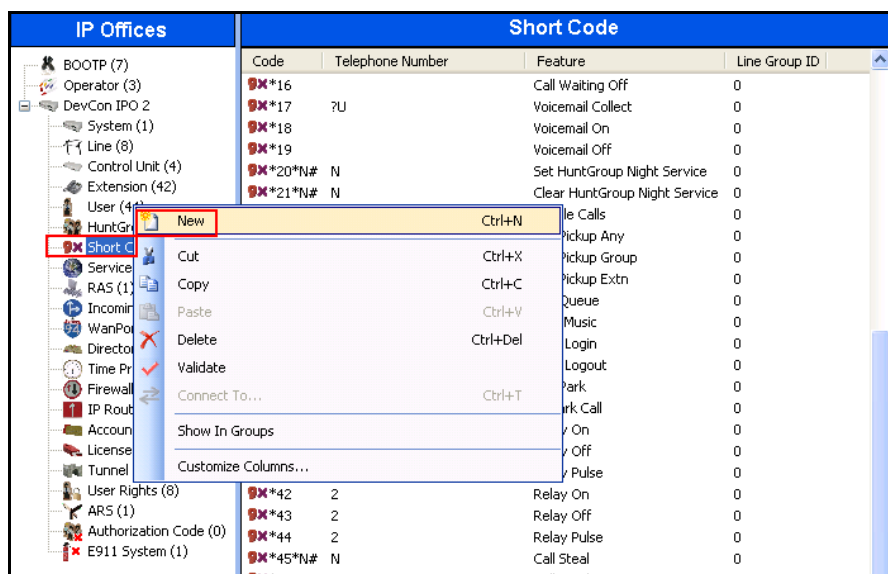 IP Offices
BOOTP (7)
Operator (3)
DevCon IPO 2
System (1)
Line (8)
Control Unit (4)
Extension (42)
User (4
HuntGr
Short C
Service
RAS (1)
Incomir
WanPo
Directo
Time Pr
Firewall
IP Rout
Accoun
License
Tunnel
User Rights (8)
ARS (1)
Authorization Code (0)
E911 System (1)
New Ctrl+N
Cut Ctrl+X
Copy Ctrl+C
Paste Ctrl+V
Delete Ctrl+Del
Validate
Connect To... Ctrl+T
Show In Groups
Customize Columns...
Short Code
Code Telephone Number Feature Line Group ID
*16 Call Waiting Off 0
*17 ?U Voicemail Collect 0
*18 Voicemail On 0
*19 Voicemail Off 0
*20*N# N Set HuntGroup Night Service 0
*21*N# N Clear HuntGroup Night Service 0
le Calls 0
Pickup Any 0
Pickup Group 0
Pickup Extn 0
Queue 0
Music 0
Login 0
Logout 0
Park 0
rk Call 0
y On 0
y Off 0
y Pulse 0
*42 2 Relay On 0
*43 2 Relay Off 0
*44 2 Relay Pulse 0
*45*N# N Call Steal 0